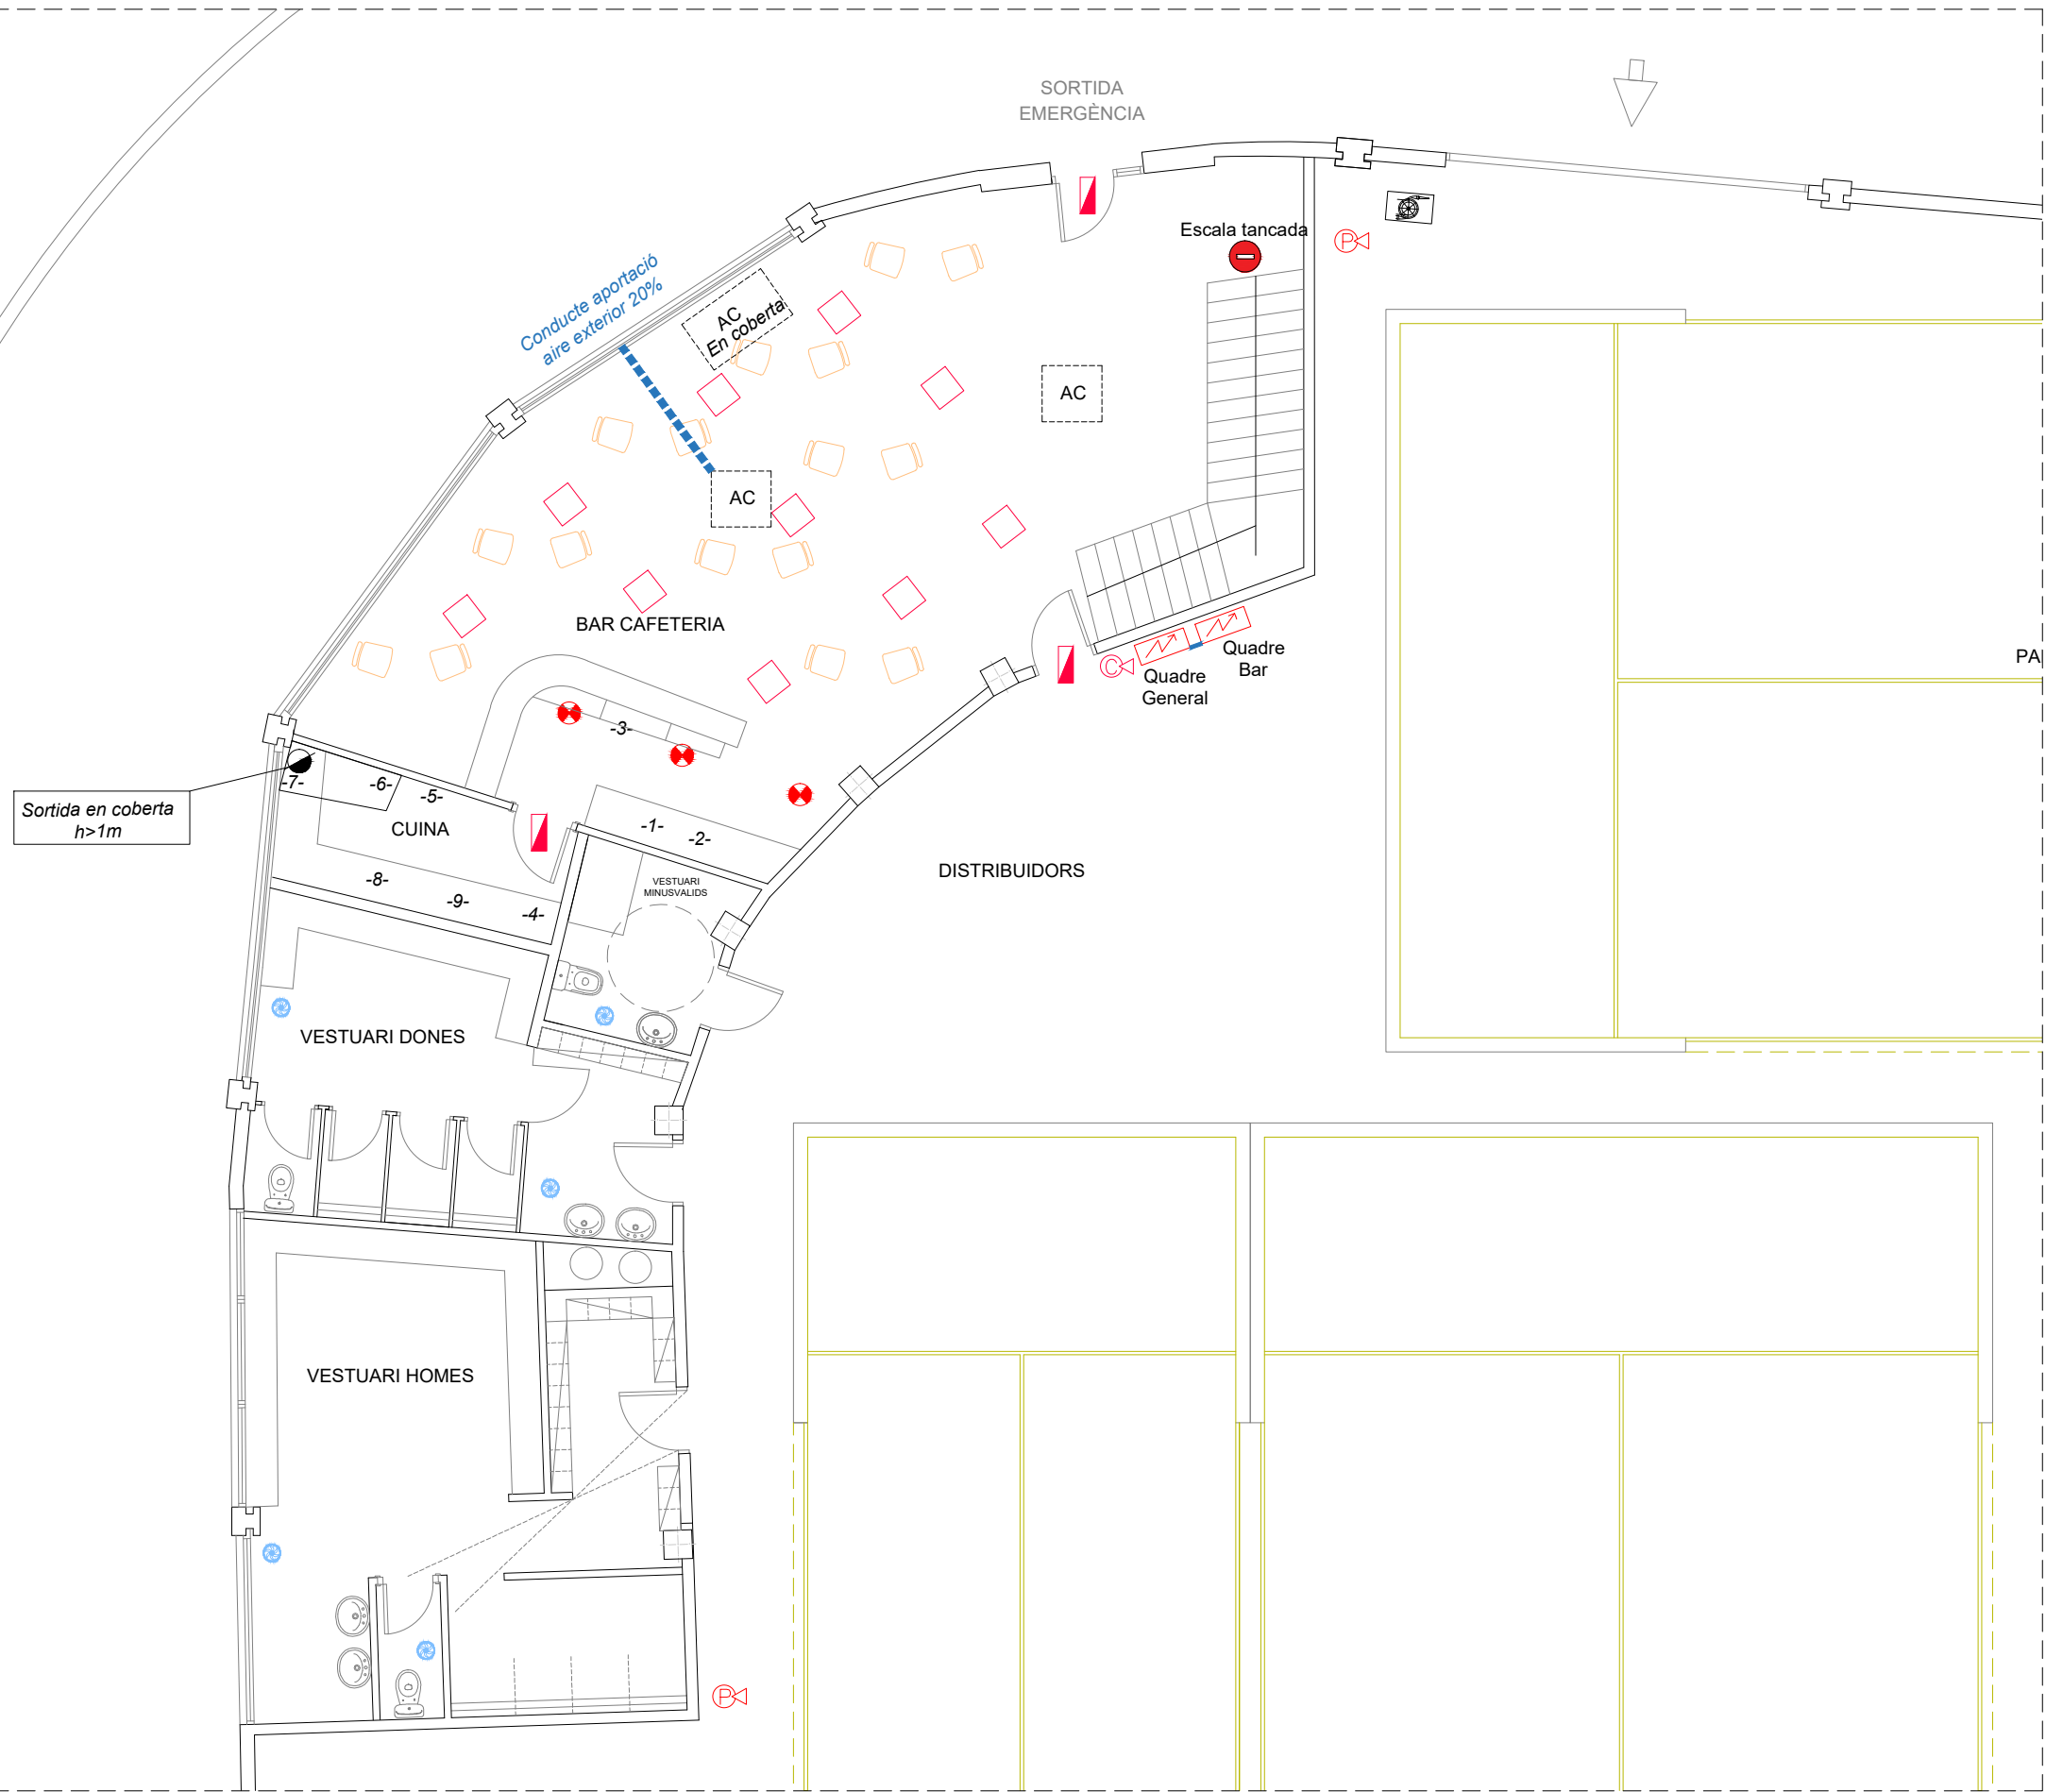 SORTIDA
EMERGÈNCIA
Escala tancada
P
Conducte aportació
aire exterior 20%
AC
En coberta
AC
AC
BAR CAFETERIA
C
Quadre
Bar
Quadre
General
PA
-3-
-7-
-6-
-5-
Sortida en coberta
h>1m
CUINA
-1-
-2-
-8-
-9-
-4-
VESTUARI
MINUSVALIDS
DISTRIBUIDORS
VESTUARI DONES
VESTUARI HOMES
P